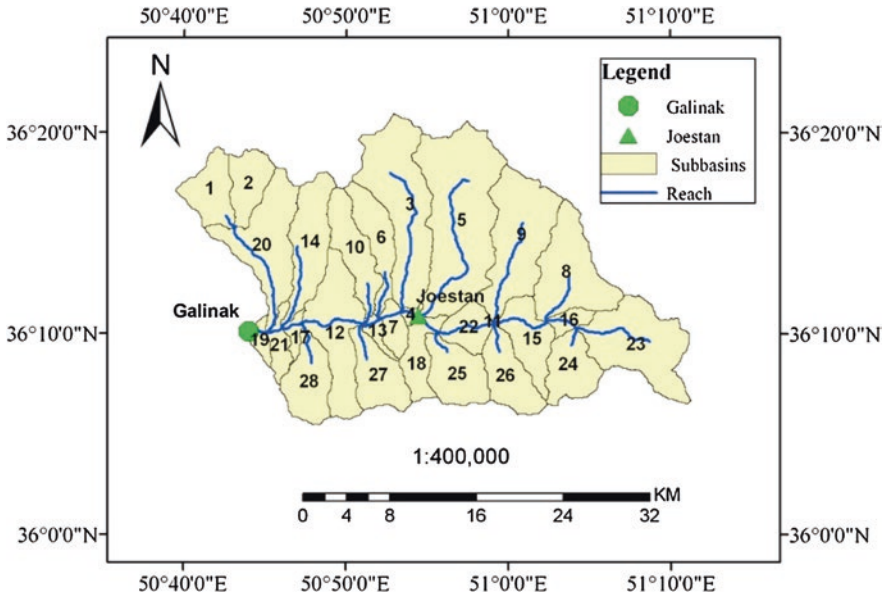 50°40'0"E 50°50'0"E 51°0'0"E 51°10'0"E
N
Legend
Galinak
Joestan
Subbasins
Reach
36°20'0"N 36°20'0"N
1 2 3 5
20 14 10 6 9 8
Joestan
Galinak
4
36°10'0"N 36°10'0"N
19 21 17 12 13 7 22 11 15 16 23
28 27 18 25 26 24
1:400,000
KM
0 4 8 16 24 32
36°0'0"N 36°0'0"N
50°40'0"E 50°50'0"E 51°0'0"E 51°10'0"E